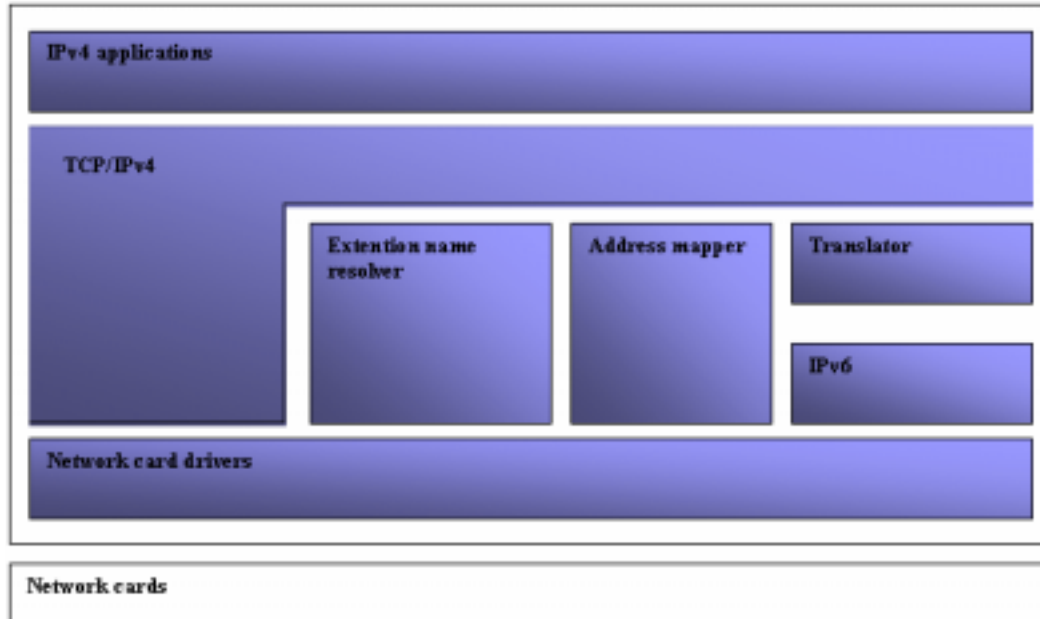 IPv4 applications
TCP/IPv4
Extention name
resolver
Address mapper
Translator
IPv6
Network card drivers
Network cards